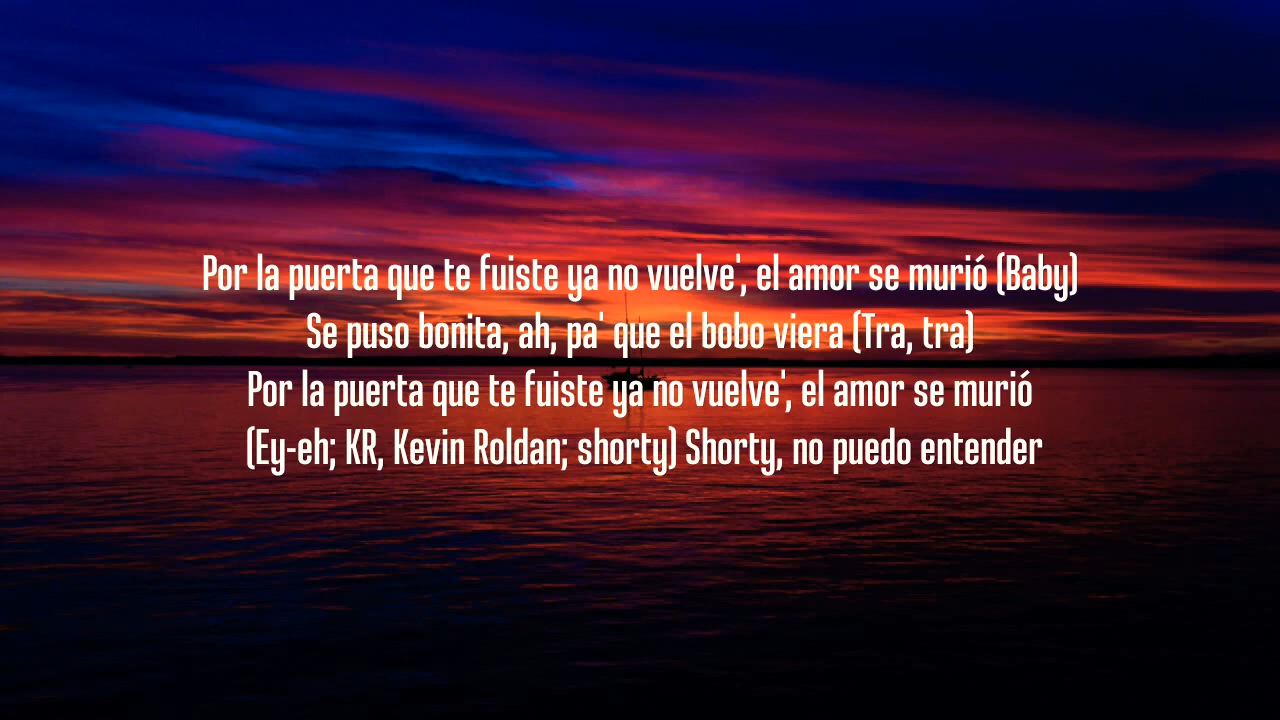 Por la puerta que te fuiste ya no vuelve', el amor se murió (Baby)
Se puso bonita, ah, pa' que el bobo viera (Tra, tra)
Por la puerta que te fuiste ya no vuelve', el amor se murió
(Ey-eh; KR, Kevin Roldan; shorty) Shorty, no puedo entender